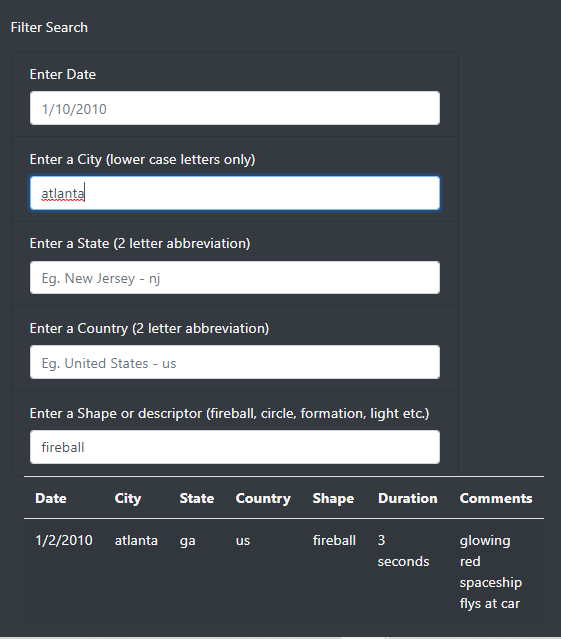 Filter Search
Enter Date
1/10/2010
Enter a City (lower case letters only)
atlanta
Enter a State (2 letter abbreviation)
Eg. New Jersey - nj
Enter a Country (2 letter abbreviation)
Eg. United States - us
Enter a Shape or descriptor (fireball, circle, formation, light etc.)
fireball
Date City State Country Shape Duration Comments
1/2/2010 atlanta ga us fireball 3 glowing
seconds red
spaceship
flys at car